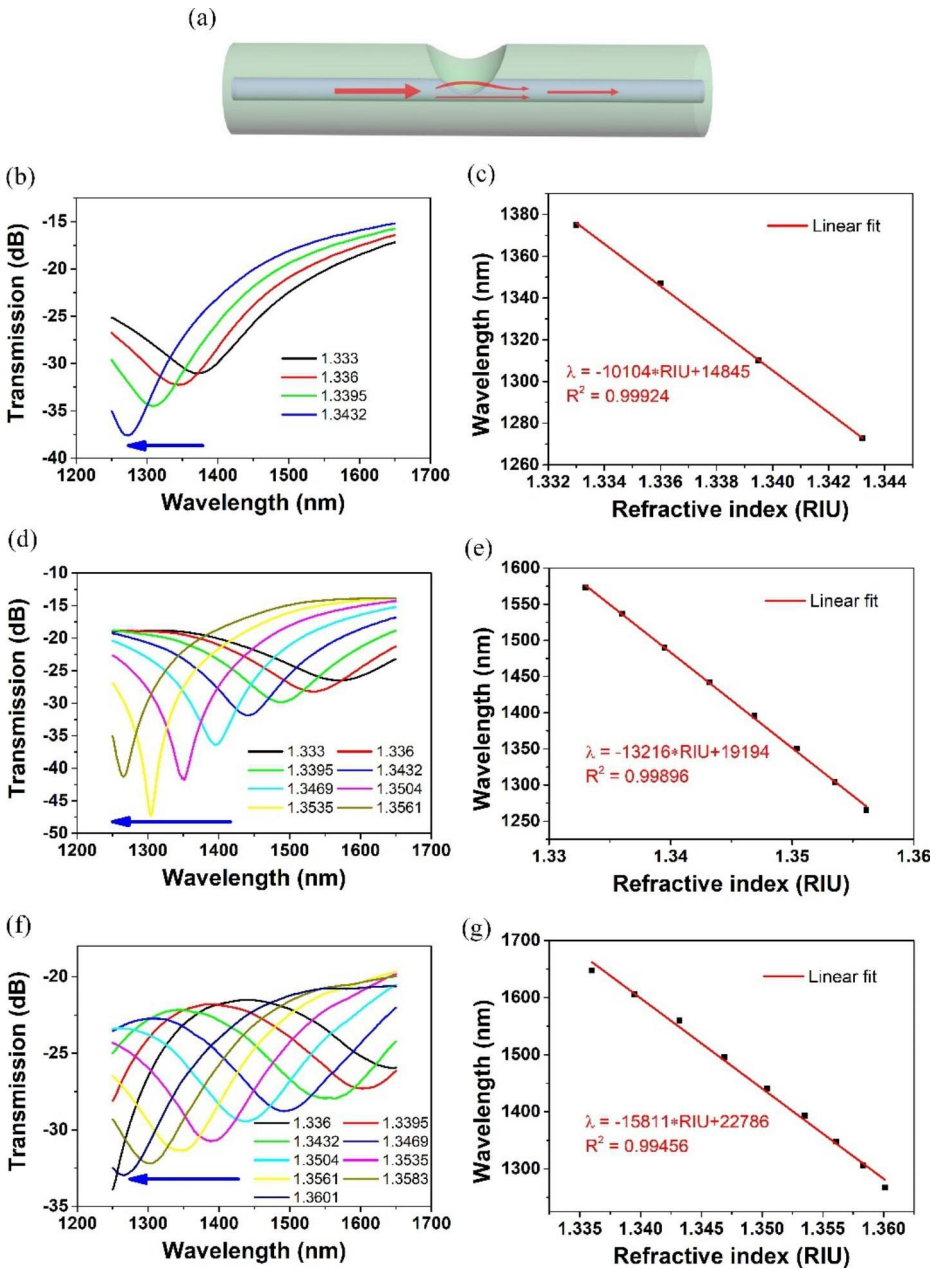 (a)
(b)
Transmission (dB)
-15
-20
-25
-30
-35
-40
1.333
1.336
1.3395
1.3432
1200 1300 1400 1500 1600 1700
Wavelength (nm)
(c)
Wavelength (nm)
1380
1360
1340
1320
1300
1280
1260
Linear fit
λ = -10104*RIU+14845
R² = 0.99924
1.332 1.334 1.336 1.338 1.340 1.342 1.344
Refractive index (RIU)
(d)
Transmission (dB)
-10
-15
-20
-25
-30
-35
-40
-45
-50
1.333 1.336
1.3395 1.3432
1.3469 1.3504
1.3535 1.3561
1200 1300 1400 1500 1600 1700
Wavelength (nm)
(e)
Wavelength (nm)
1600
1550
1500
1450
1400
1350
1300
1250
Linear fit
λ = -13216*RIU+19194
R² = 0.99896
1.33 1.34 1.35 1.36
Refractive index (RIU)
(f)
Transmisssion (dB)
-20
-25
-30
-35
1.336 1.3395
1.3432 1.3469
1.3504 1.3535
1.3561 1.3583
1.3601
1200 1300 1400 1500 1600 1700
Wavelength (nm)
(g)
Wavelength (nm)
1700
1600
1500
1400
1300
Linear fit
λ = -15811*RIU+22786
R² = 0.99456
1.335 1.340 1.345 1.350 1.355 1.360
Refractive index (RIU)